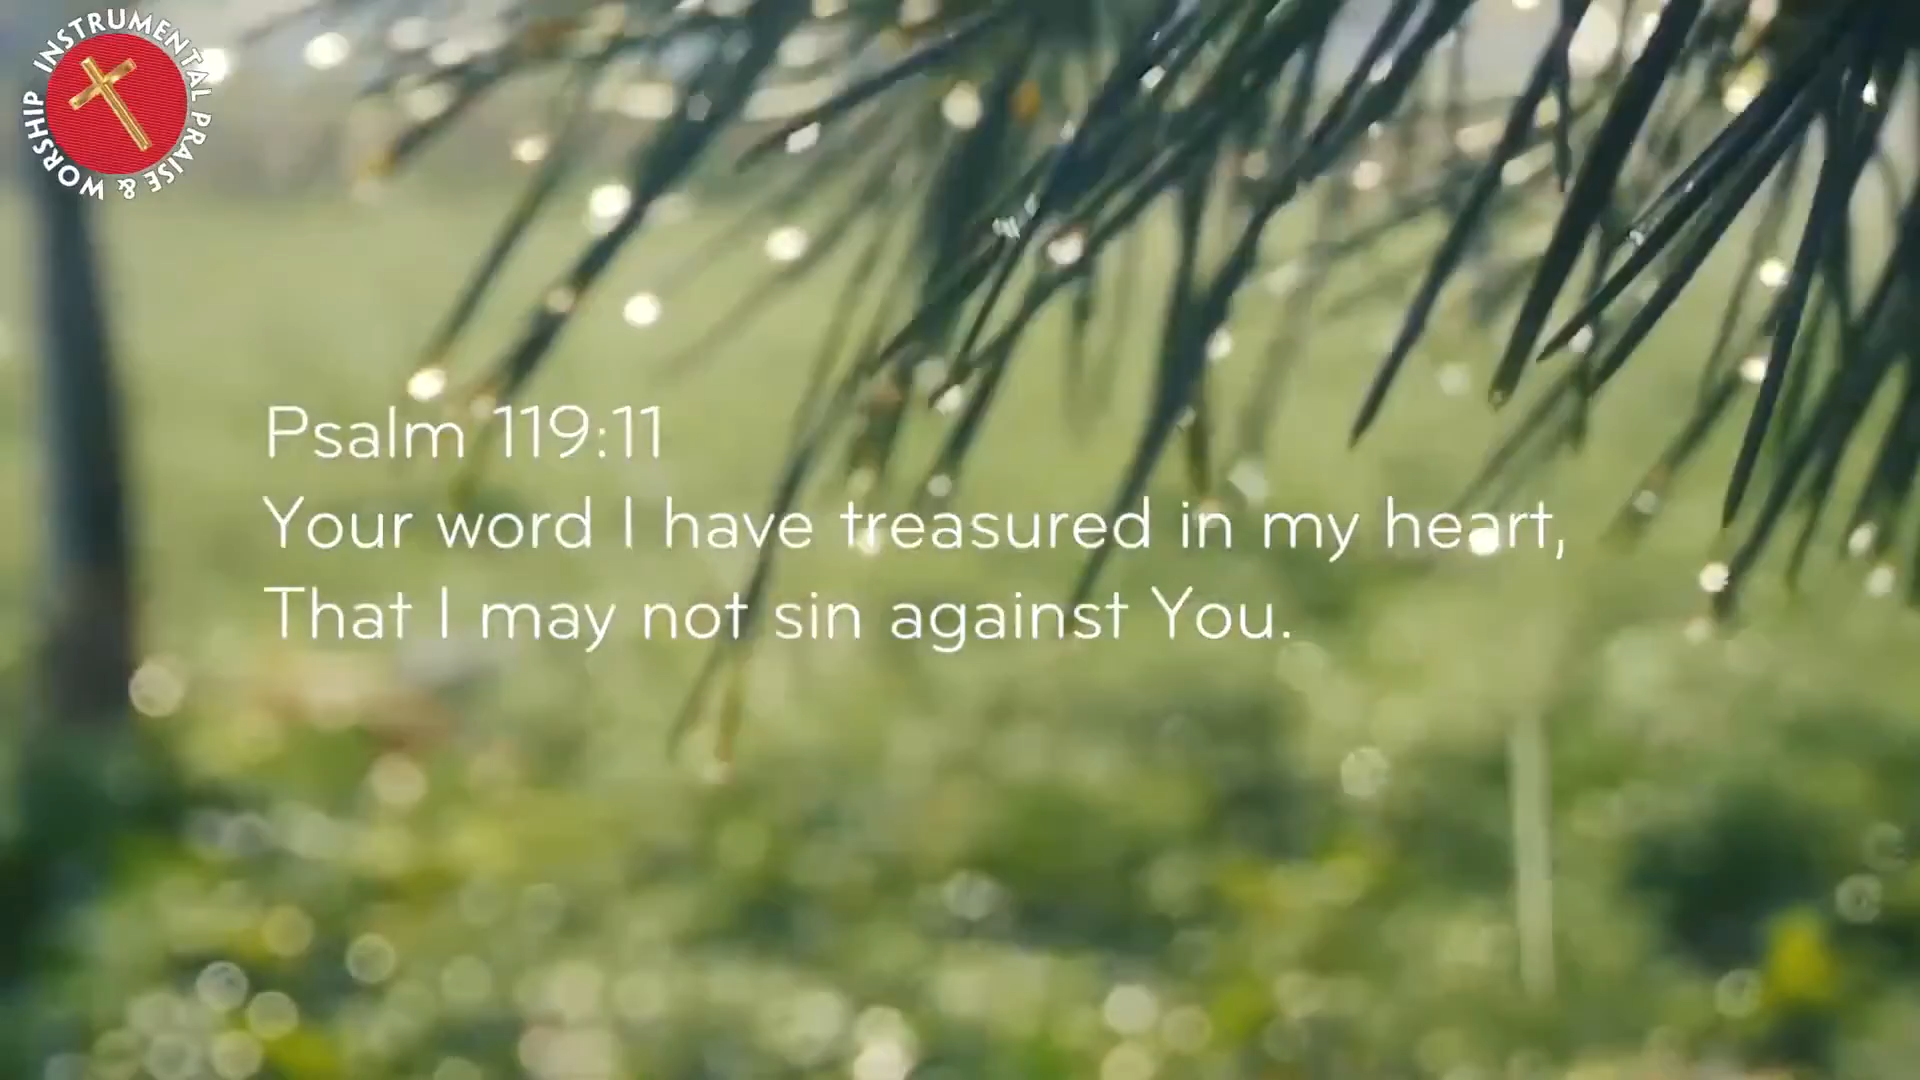 INSTRUMENTAL PRAISE & WORSHIP
Psalm 119:11
Your word I have treasured in my heart,
That I may not sin against You.